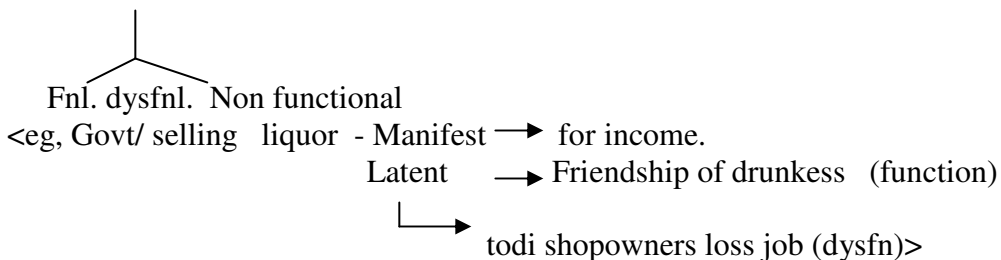 Fnl. dysfnl. Non functional
<eg, Govt/ selling liquor - Manifest → for income.
Latent → Friendship of drunkess (function)
todi shopowners loss job (dysfn)>